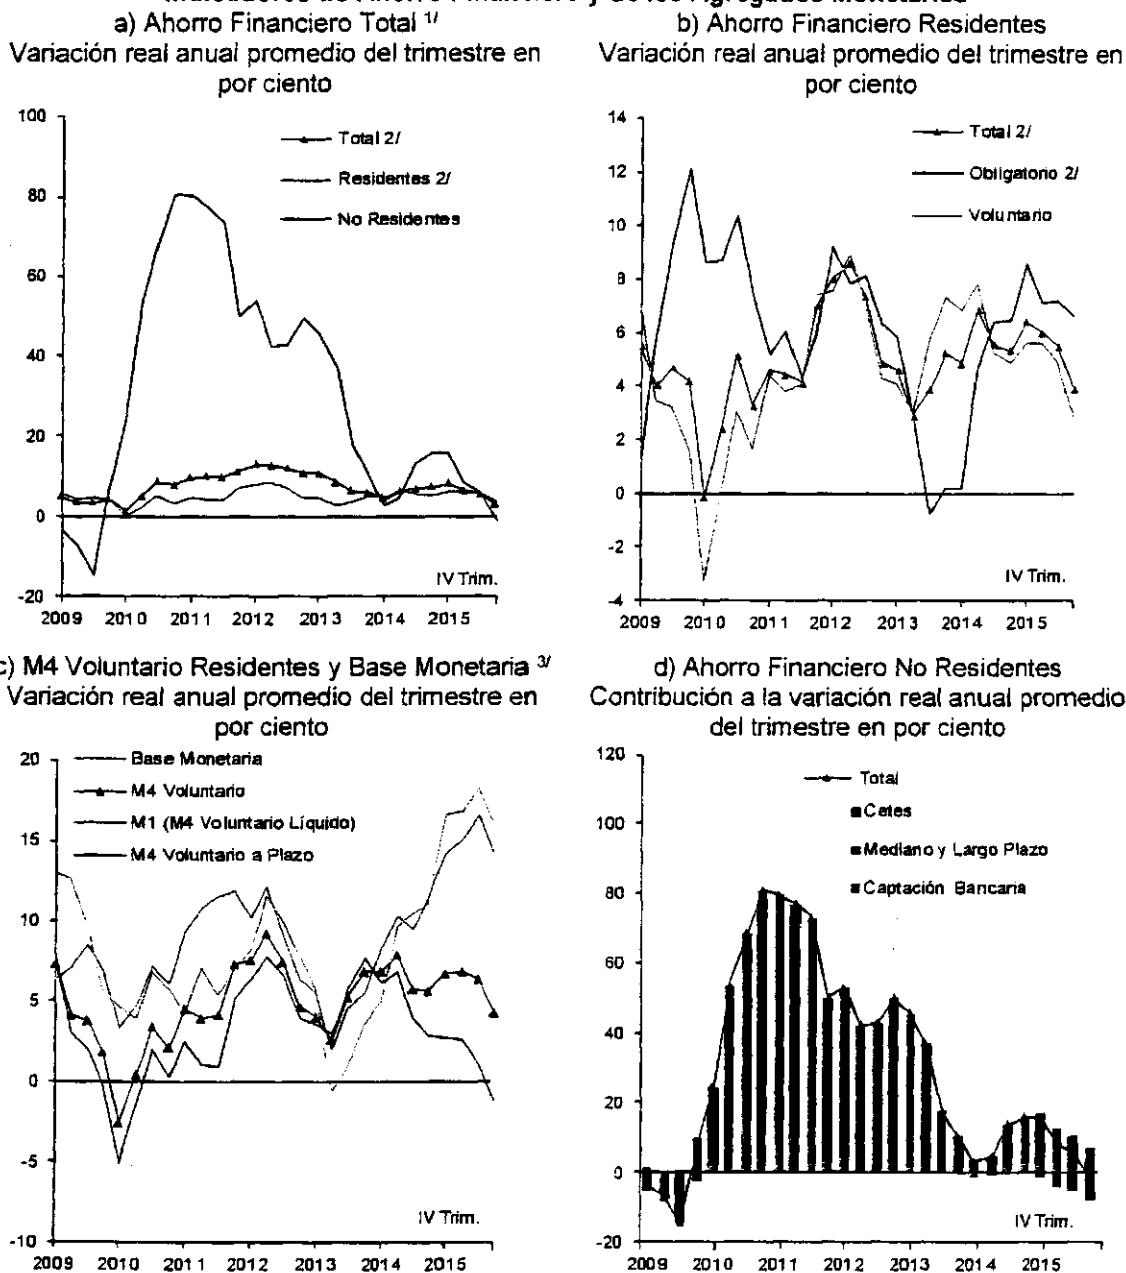 Indicadores de Ahorro Financiero y de los Agregados Monetarios
a) Ahorro Financiero Total 1/
Variación real anual promedio del trimestre en
por ciento
100
80
60
40
20
0
-20
Total 2/
Residentes 2/
No Residentes
IV Trim.
2009 2010 2011 2012 2013 2014 2015
b) Ahorro Financiero Residentes
Variación real anual promedio del trimestre en
por ciento
14
12
10
8
6
4
2
0
-2
-4
Total 2/
Obligatorio 2/
Voluntario
IV Trim.
2009 2010 2011 2012 2013 2014 2015
c) M4 Voluntario Residentes y Base Monetaria 3/
Variación real anual promedio del trimestre en
por ciento
20
15
10
5
0
-5
-10
Base Monetaria
M4 Voluntario
M1 (M4 Voluntario Líquido)
M4 Voluntario a Plazo
IV Trim.
2009 2010 2011 2012 2013 2014 2015
d) Ahorro Financiero No Residentes
Contribución a la variación real anual promedio
del trimestre en por ciento
120
100
80
60
40
20
0
-20
Total
Cetes
Mediano y Largo Plazo
Captación Bancaria
IV Trim.
2009 2010 2011 2012 2013 2014 2015